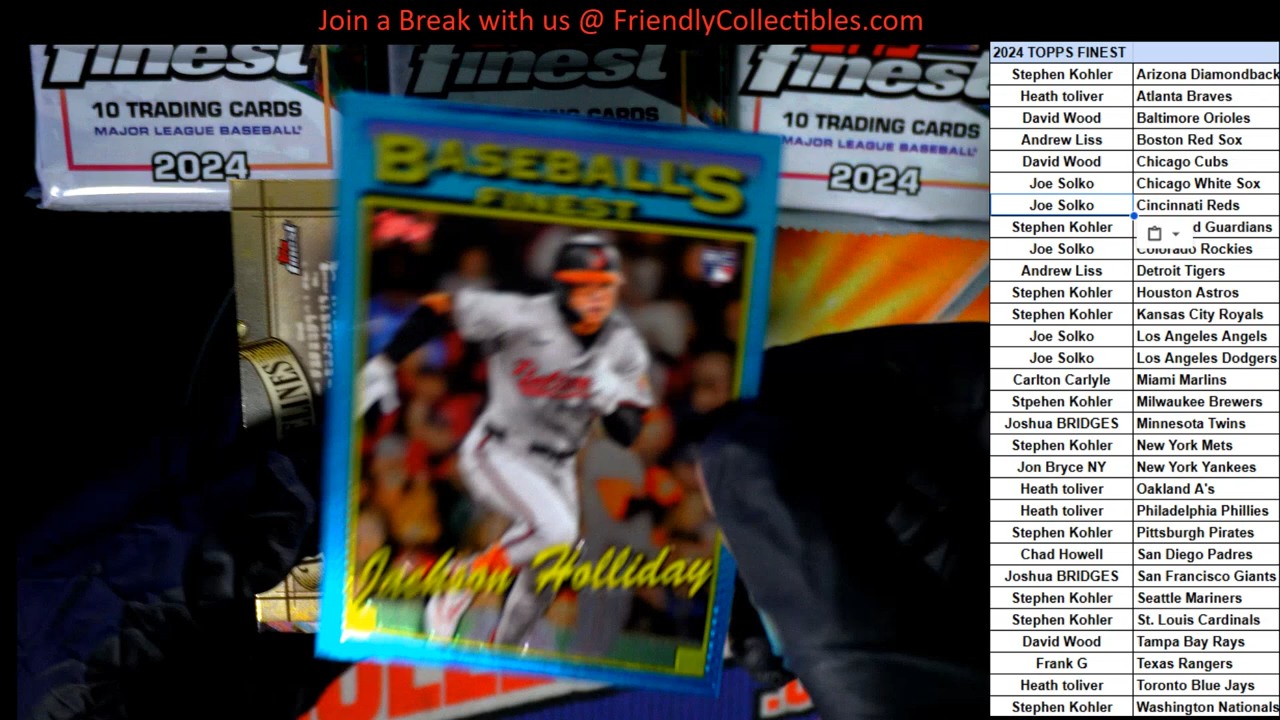 Join a Break with us @ FriendlyCollectibles.com
finest
10 TRADING CARDS
MAJOR LEAGUE BASEBALL
2024
finest
finest
10 TRADING CARDS
MAJOR LEAGUE BASEBALL
2024
BASEBALL'S
FINEST
RC
Jackson Holliday
finest
LINES
2024 TOPPS FINEST
Stephen Kohler Arizona Diamondback
Heath toliver Atlanta Braves
David Wood Baltimore Orioles
Andrew Liss Boston Red Sox
David Wood Chicago Cubs
Joe Solko Chicago White Sox
Joe Solko Cincinnati Reds
Stephen Kohler d Guardians
Joe Solko Colorado Rockies
Andrew Liss Detroit Tigers
Stephen Kohler Houston Astros
Stephen Kohler Kansas City Royals
Joe Solko Los Angeles Angels
Joe Solko Los Angeles Dodgers
Carlton Carlyle Miami Marlins
Stpehen Kohler Milwaukee Brewers
Joshua BRIDGES Minnesota Twins
Stephen Kohler New York Mets
Jon Bryce NY New York Yankees
Heath toliver Oakland A's
Heath toliver Philadelphia Phillies
Stephen Kohler Pittsburgh Pirates
Chad Howell San Diego Padres
Joshua BRIDGES San Francisco Giants
Stephen Kohler Seattle Mariners
Stephen Kohler St. Louis Cardinals
David Wood Tampa Bay Rays
Frank G Texas Rangers
Heath toliver Toronto Blue Jays
Stephen Kohler Washington Nationals